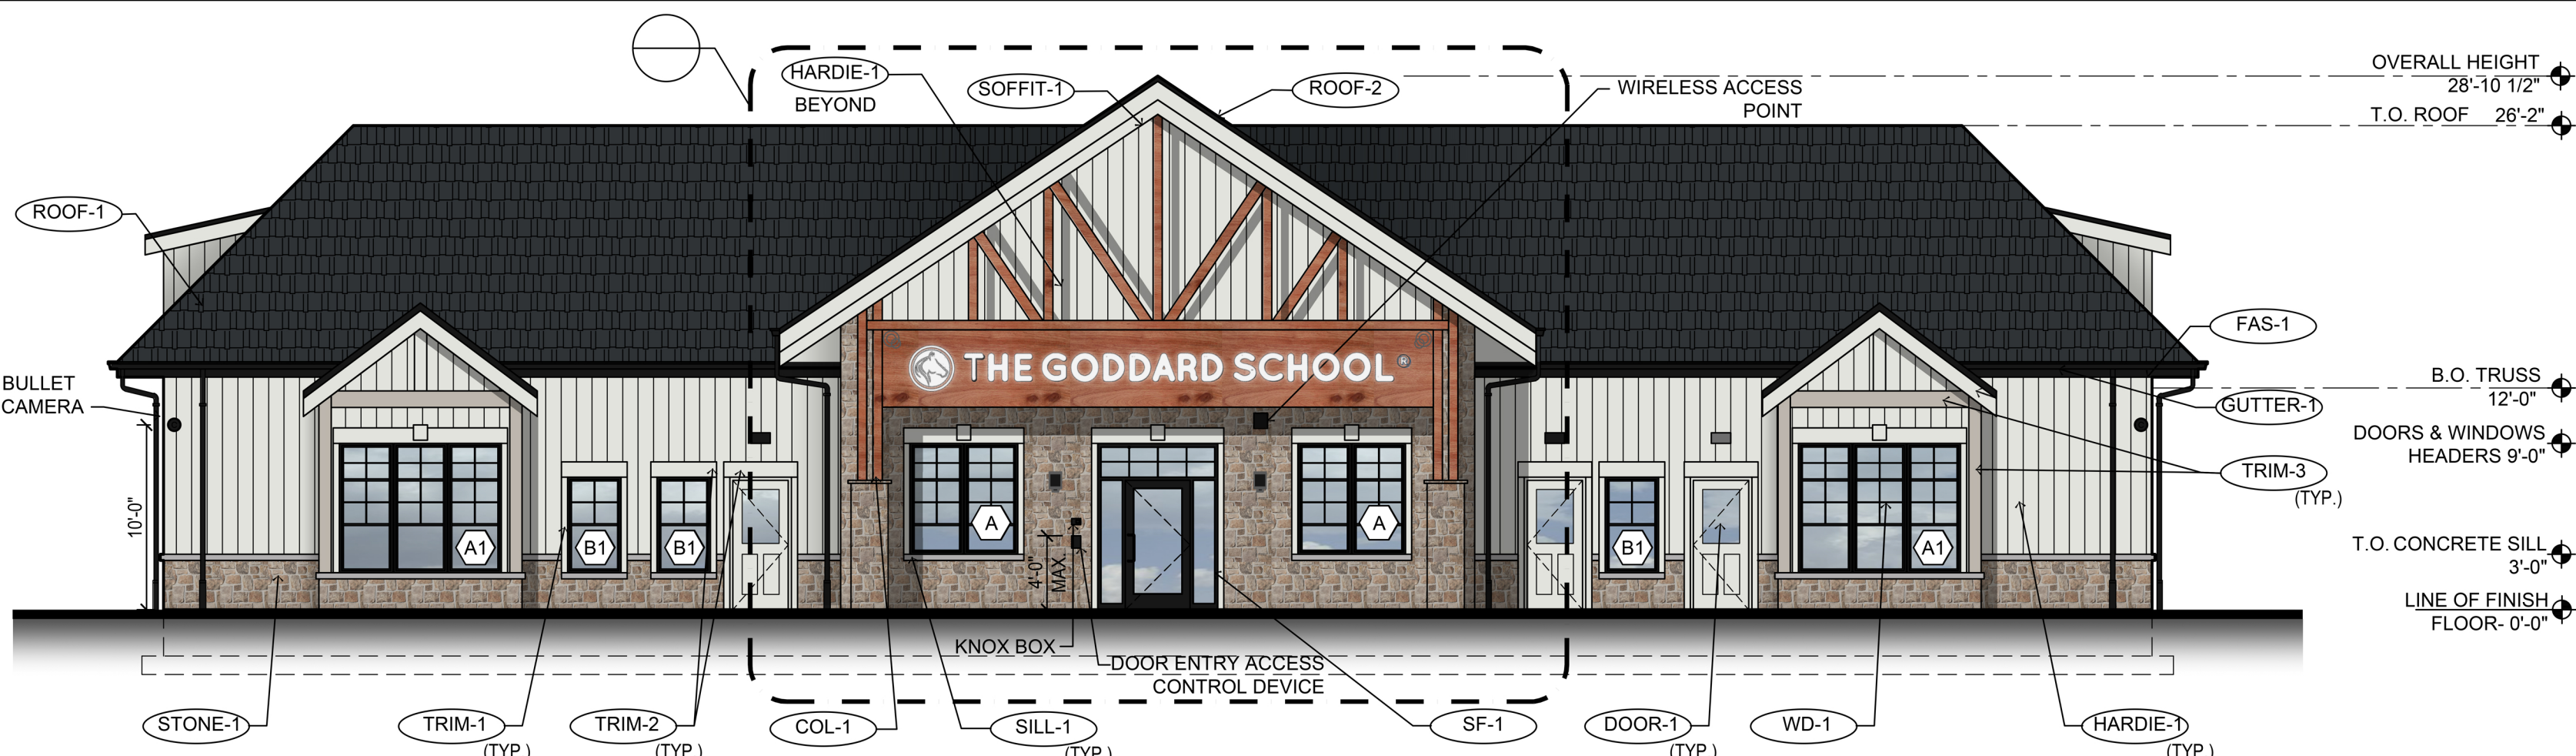 HARDIE-1
BEYOND
SOFFIT-1
ROOF-2
WIRELESS ACCESS
POINT
OVERALL HEIGHT
28'-10 1/2"
T.O. ROOF 26'-2"
ROOF-1
FAS-1
THE GODDARD SCHOOL®
BULLET
CAMERA
B.O. TRUSS
12'-0"
GUTTER-1
DOORS & WINDOWS
HEADERS 9'-0"
TRIM-3
(TYP.)
10'-0"
A1
B1
B1
A
A
B1
A1
4'-0"
MAX
T.O. CONCRETE SILL
3'-0"
LINE OF FINISH
FLOOR- 0'-0"
KNOX BOX
DOOR ENTRY ACCESS
CONTROL DEVICE
STONE-1
TRIM-1
(TYP.)
TRIM-2
(TYP.)
COL-1
SILL-1
(TYP.)
SF-1
DOOR-1
(TYP.)
WD-1
HARDIE-1
(TYP.)